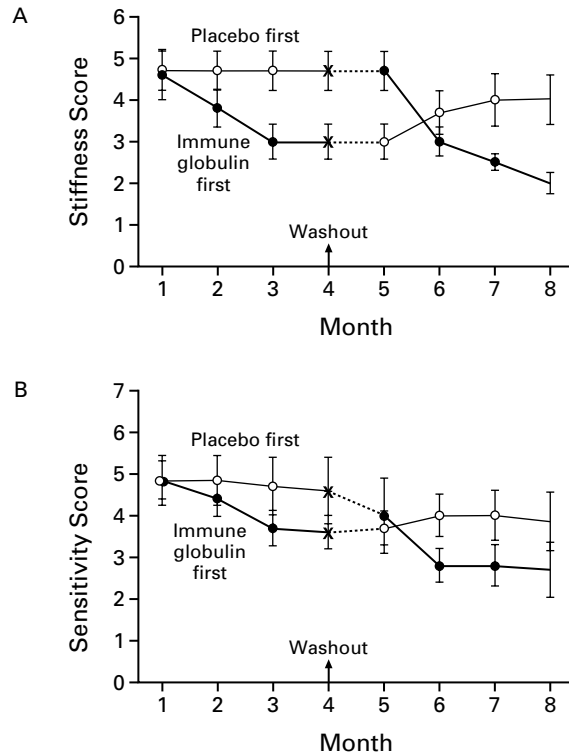 A
Stiffness Score
6
5
4
3
2
1
0
Placebo first
Immune
globulin
first
Washout
1 2 3 4 5 6 7 8
Month
B
Sensitivity Score
7
6
5
4
3
2
1
0
Placebo first
Immune
globulin
first
Washout
1 2 3 4 5 6 7 8
Month